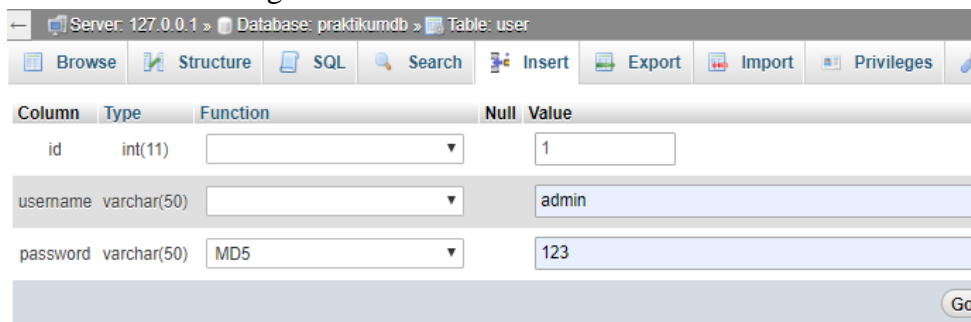 ← Server: 127.0.0.1 » Database: praktikumdb » Table: user
Browse Structure SQL Search Insert Export Import Privileges
Column Type Function Null Value
id int(11) 1
username varchar(50) admin
password varchar(50) MD5 123
Go